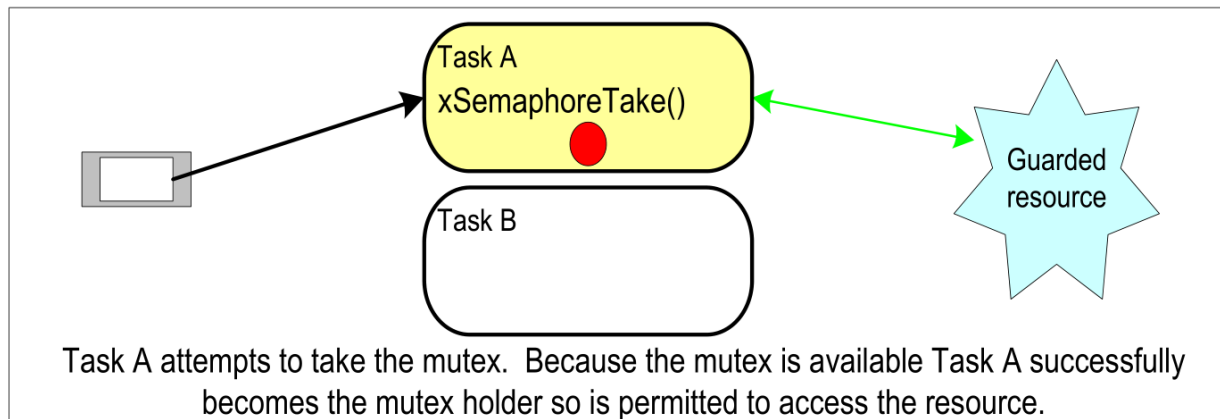 Task A
xSemaphoreTake()
Task B
Guarded
resource
Task A attempts to take the mutex.  Because the mutex is available Task A successfully
becomes the mutex holder so is permitted to access the resource.